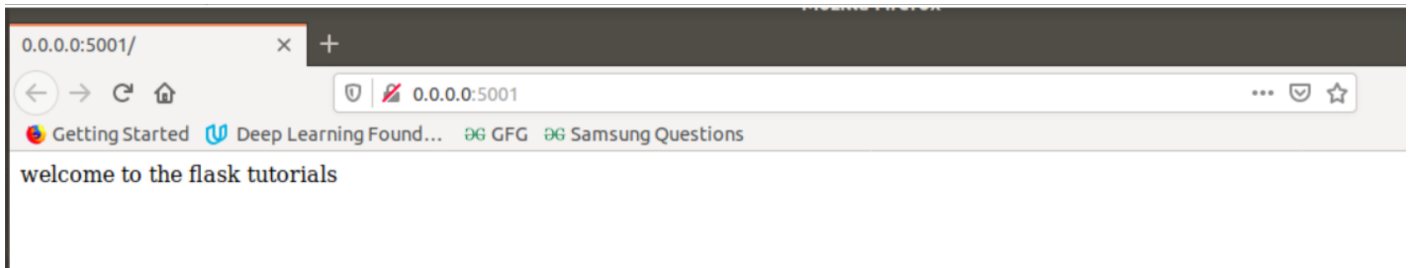 0.0.0.0:5001/
0.0.0.0:5001
Getting Started Deep Learning Found... GFG Samsung Questions
welcome to the flask tutorials